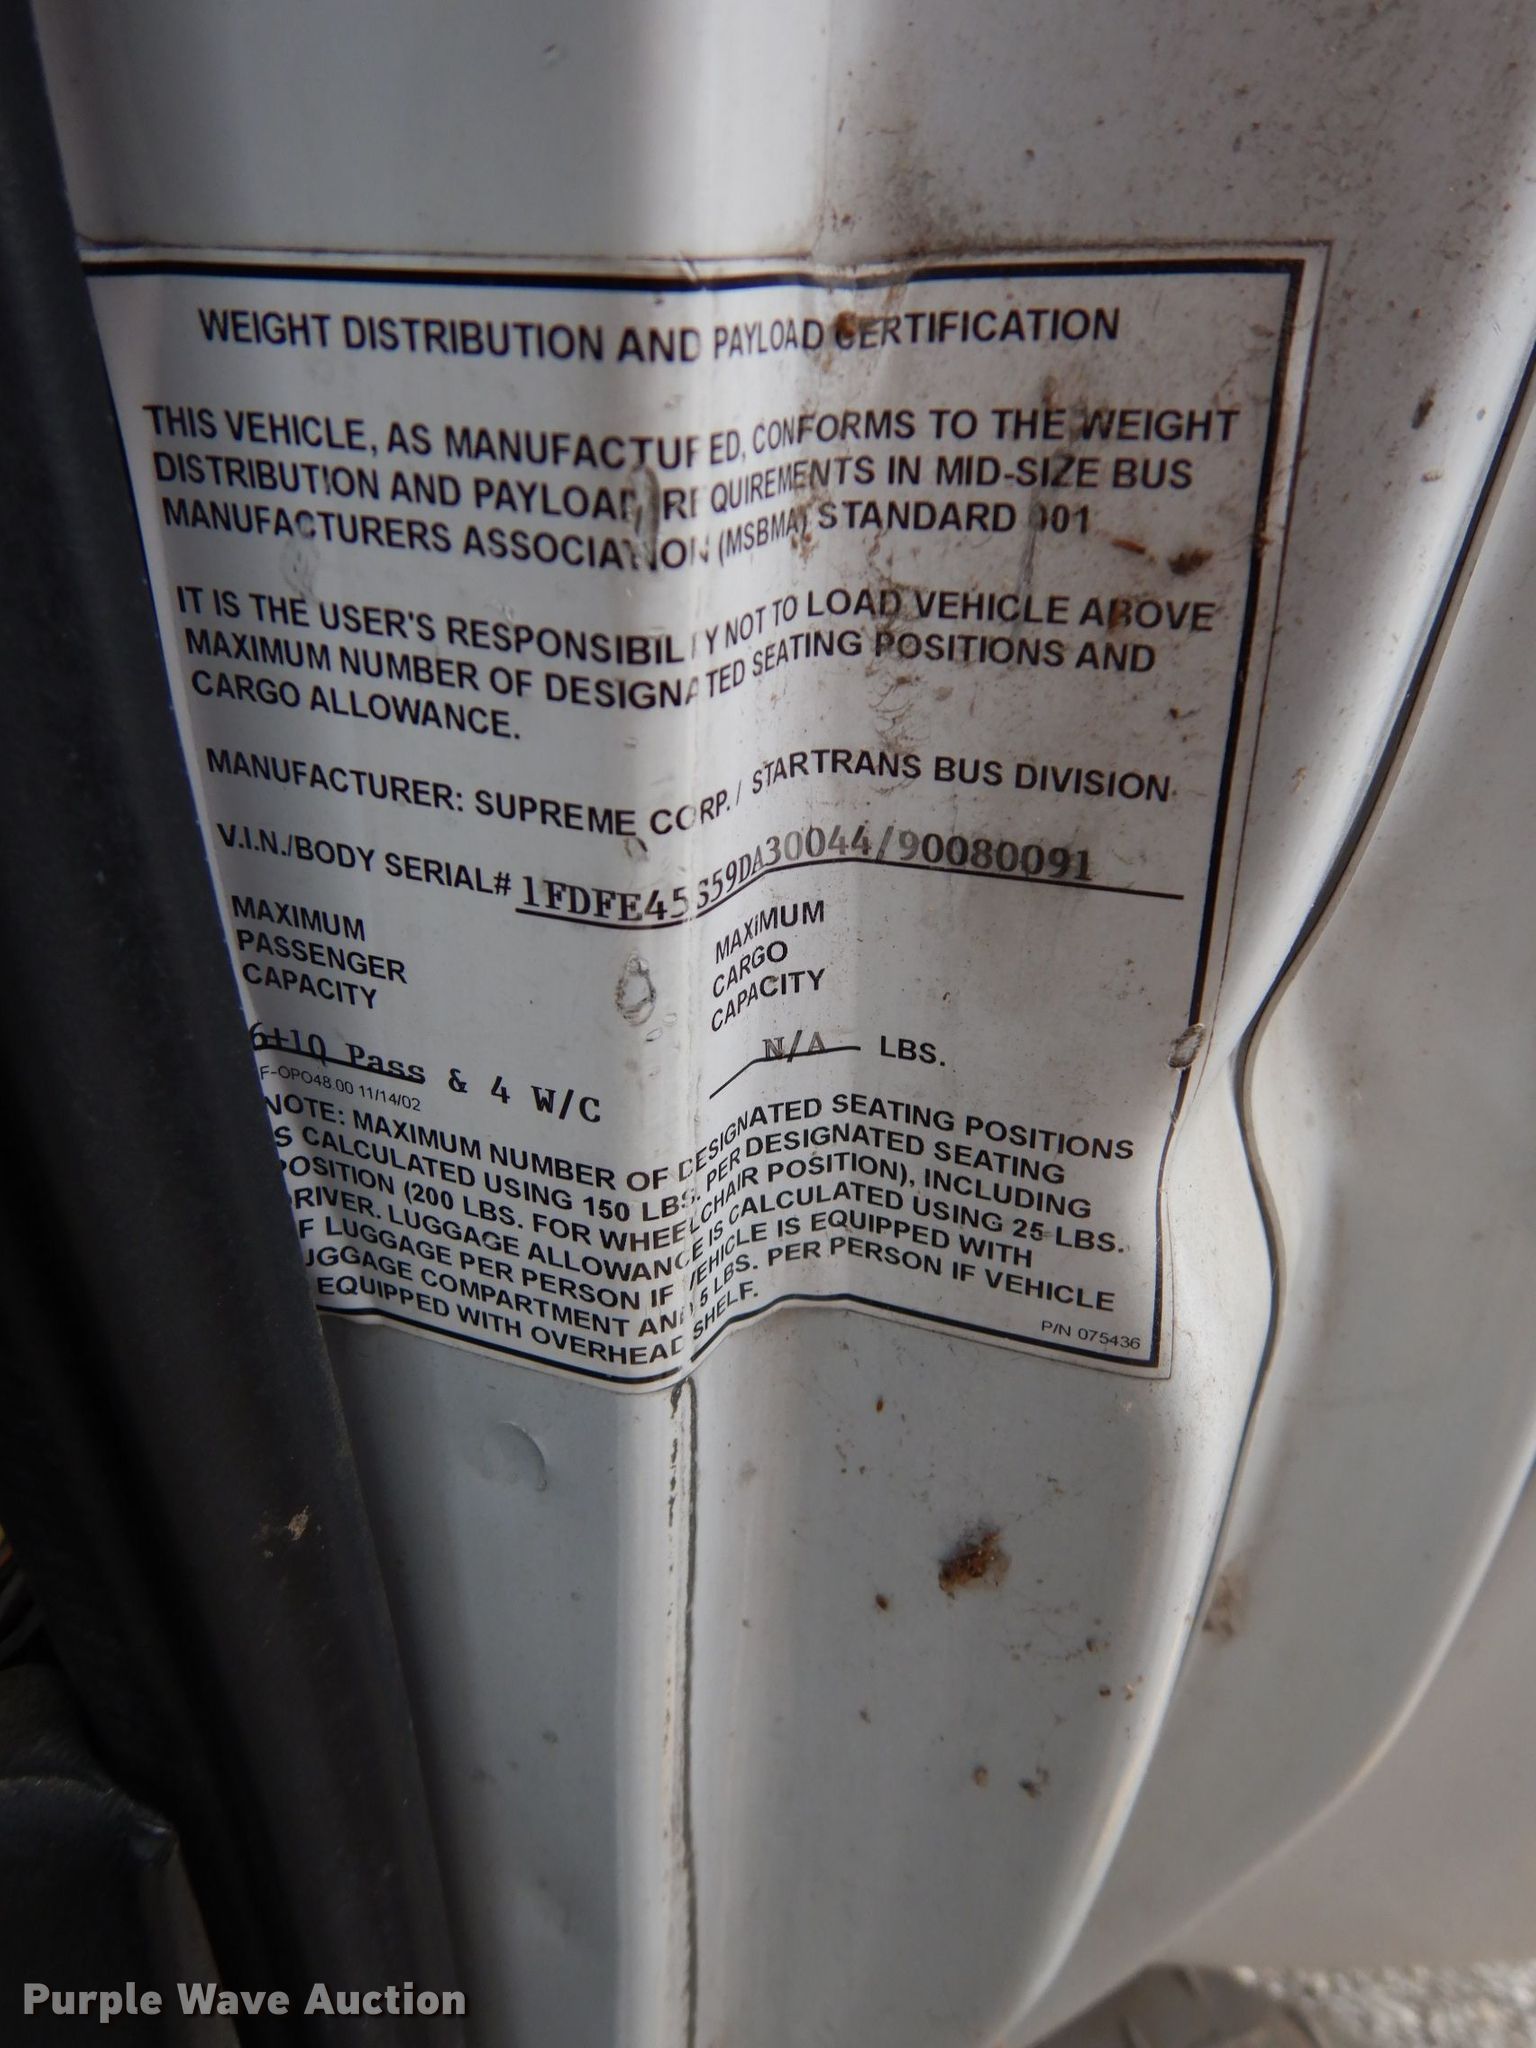 WEIGHT DISTRIBUTION AND PAYLOAD CERTIFICATION
THIS VEHICLE, AS MANUFACTURED, CONFORMS TO THE WEIGHT
DISTRIBUTION AND PAYLOAD REQUIREMENTS IN MID-SIZE BUS
MANUFACTURERS ASSOCIATION (MSBMA) STANDARD 001
IT IS THE USER'S RESPONSIBILITY NOT TO LOAD VEHICLE ABOVE
MAXIMUM NUMBER OF DESIGNATED SEATING POSITIONS AND
CARGO ALLOWANCE.
MANUFACTURER: SUPREME CORP./ STARTRANS BUS DIVISION
V.I.N./BODY SERIAL# 1FDFE45S59DA30044/90080091
MAXIMUM
PASSENGER
CAPACITY
MAXIMUM
CARGO
CAPACITY
6+10 Pass & 4 W/C
N/A LBS.
F-OPO48.00 11/14/02
NOTE: MAXIMUM NUMBER OF DESIGNATED SEATING POSITIONS
S CALCULATED USING 150 LBS. PER DESIGNATED SEATING
POSITION (200 LBS. FOR WHEELCHAIR POSITION), INCLUDING
DRIVER. LUGGAGE ALLOWANCE IS CALCULATED USING 25 LBS.
F LUGGAGE PER PERSON IF VEHICLE IS EQUIPPED WITH
UGGAGE COMPARTMENT AND 5 LBS. PER PERSON IF VEHICLE
EQUIPPED WITH OVERHEAD SHELF.
P/N 075436
Purple Wave Auction